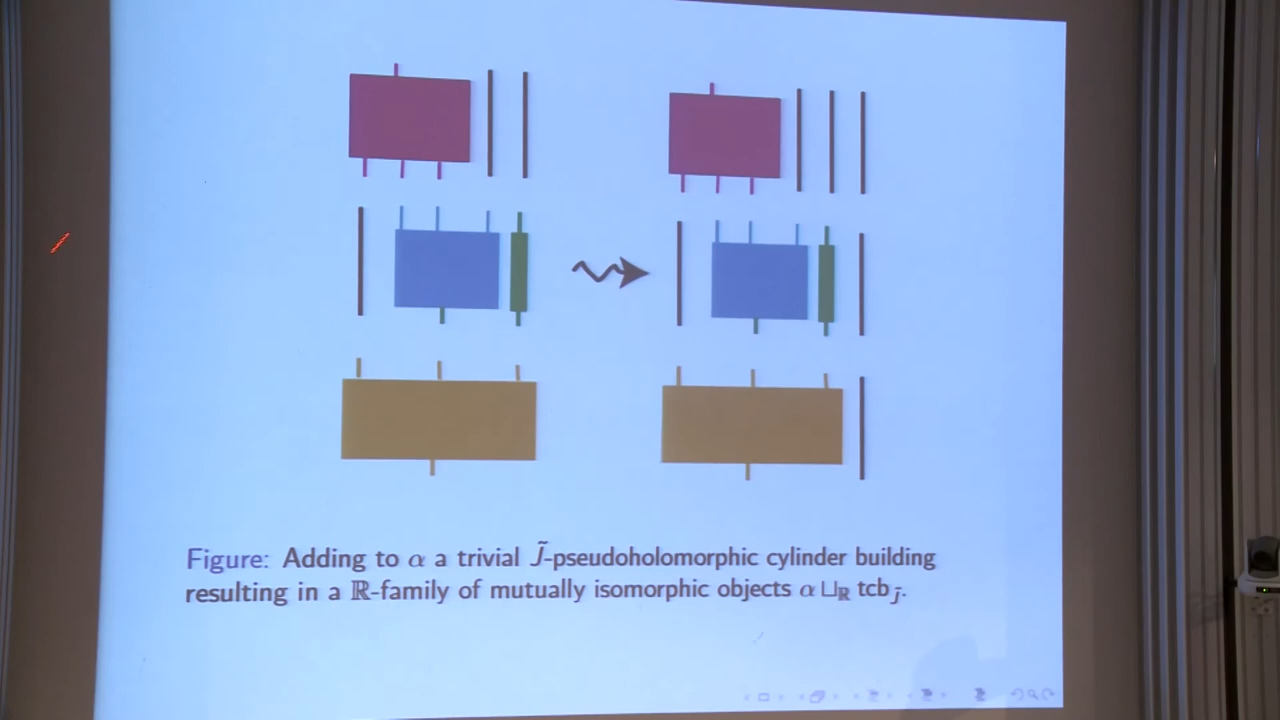 Figure: Adding to α a trivial J̃-pseudoholomorphic cylinder building
resulting in a ℝ-family of mutually isomorphic objects α ⊔_ℝ tcb_J̃.